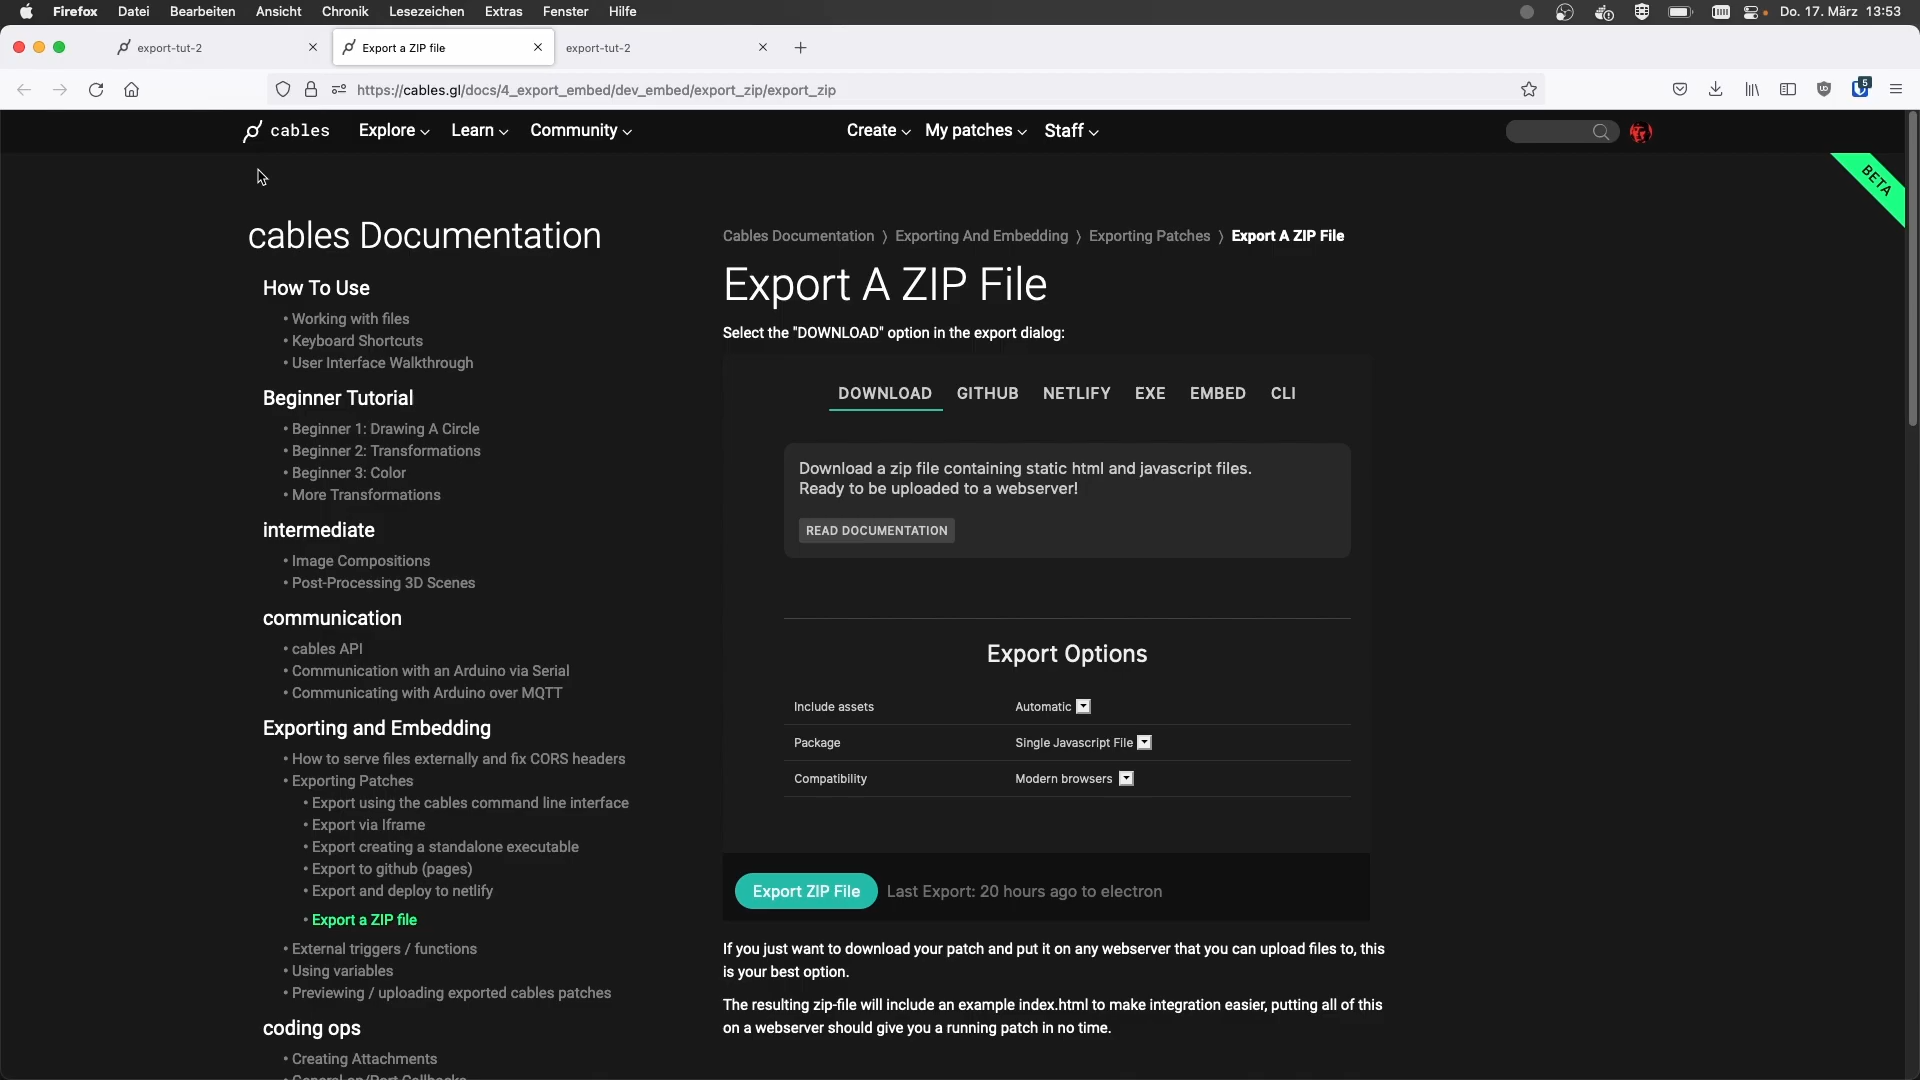 Firefox Datei Bearbeiten Ansicht Chronik Lesezeichen Extras Fenster Hilfe Do. 17. März 13:53
export-tut-2 Export a ZIP file export-tut-2
https://cables.gl/docs/4_export_embed/dev_embed/export_zip/export_zip 5
cables Explore Learn Community Create My patches Staff
BETA
cables Documentation
How To Use
• Working with files
• Keyboard Shortcuts
• User Interface Walkthrough
Beginner Tutorial
• Beginner 1: Drawing A Circle
• Beginner 2: Transformations
• Beginner 3: Color
• More Transformations
intermediate
• Image Compositions
• Post-Processing 3D Scenes
communication
• cables API
• Communication with an Arduino via Serial
• Communicating with Arduino over MQTT
Exporting and Embedding
• How to serve files externally and fix CORS headers
• Exporting Patches
• Export using the cables command line interface
• Export via Iframe
• Export creating a standalone executable
• Export to github (pages)
• Export and deploy to netlify
• Export a ZIP file
• External triggers / functions
• Using variables
• Previewing / uploading exported cables patches
coding ops
• Creating Attachments
Cables Documentation 〉 Exporting And Embedding 〉 Exporting Patches 〉 Export A ZIP File
Export A ZIP File
Select the "DOWNLOAD" option in the export dialog:
DOWNLOAD GITHUB NETLIFY EXE EMBED CLI
Download a zip file containing static html and javascript files.
Ready to be uploaded to a webserver!
READ DOCUMENTATION
Export Options
Include assets Automatic
Package Single Javascript File
Compatibility Modern browsers
Export ZIP File Last Export: 20 hours ago to electron
If you just want to download your patch and put it on any webserver that you can upload files to, this
is your best option.
The resulting zip-file will include an example index.html to make integration easier, putting all of this
on a webserver should give you a running patch in no time.